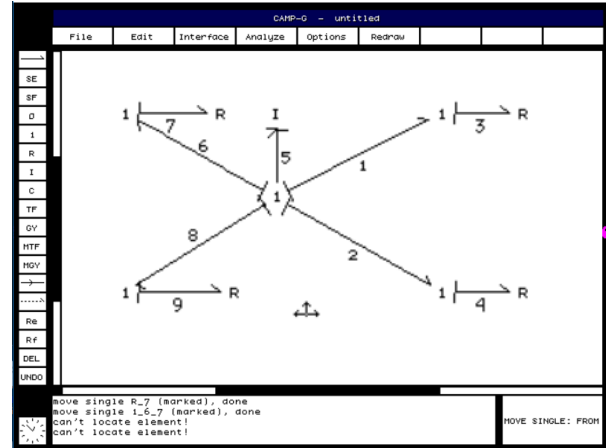 CAMP-G - untitled
File Edit Interface Analyze Options Redraw
SE
SF
0
1
R
I
C
TF
GY
MTF
MGY
Re
Rf
DEL
UNDO
1 7 R I 1 3 R
6 5 1
1
8 2
1 9 R 1 4 R
move single R_7 (marked), done
move single 1_6_7 (marked), done
can't locate element!
can't locate element!
MOVE SINGLE: FROM